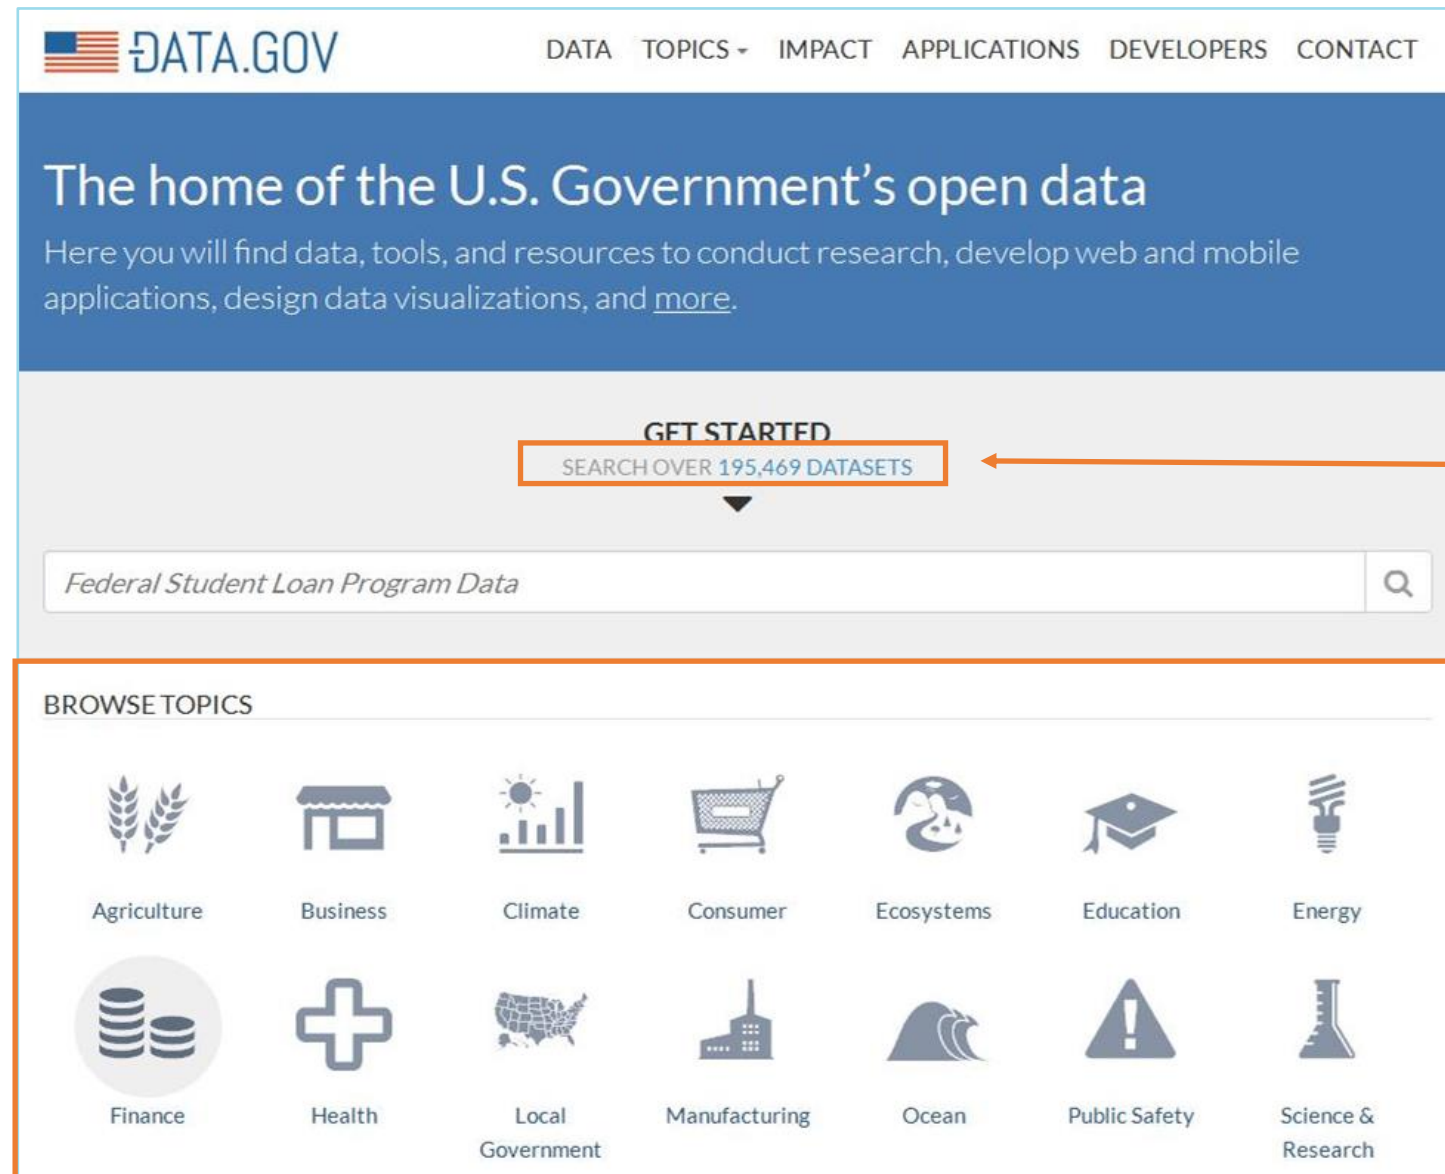 DATA.GOV
DATA TOPICS IMPACT APPLICATIONS DEVELOPERS CONTACT
The home of the U.S. Government's open data
Here you will find data, tools, and resources to conduct research, develop web and mobile
applications, design data visualizations, and more.
GET STARTED
SEARCH OVER 195,469 DATASETS
Federal Student Loan Program Data
BROWSE TOPICS
Agriculture Business Climate Consumer Ecosystems Education Energy
Finance Health Local Government Manufacturing Ocean Public Safety Science & Research